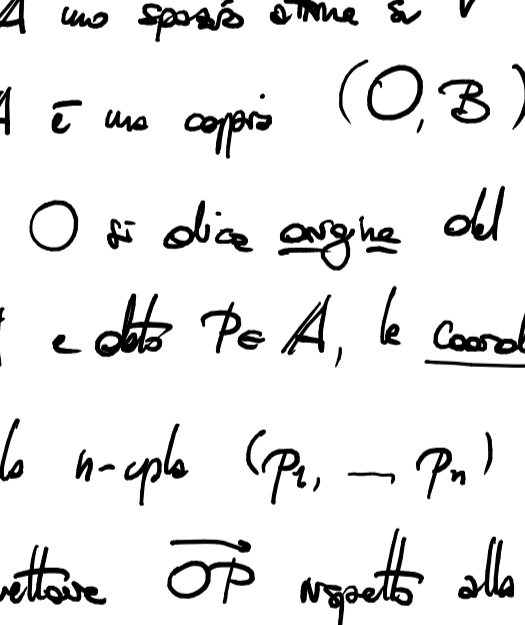 A uno spazio affine su V
A è una coppia (O, B)
O si dice origine del
e dato P ∈ A, le coord
la n-upla (p₁, — pₙ)
vettore OP rispetto alla